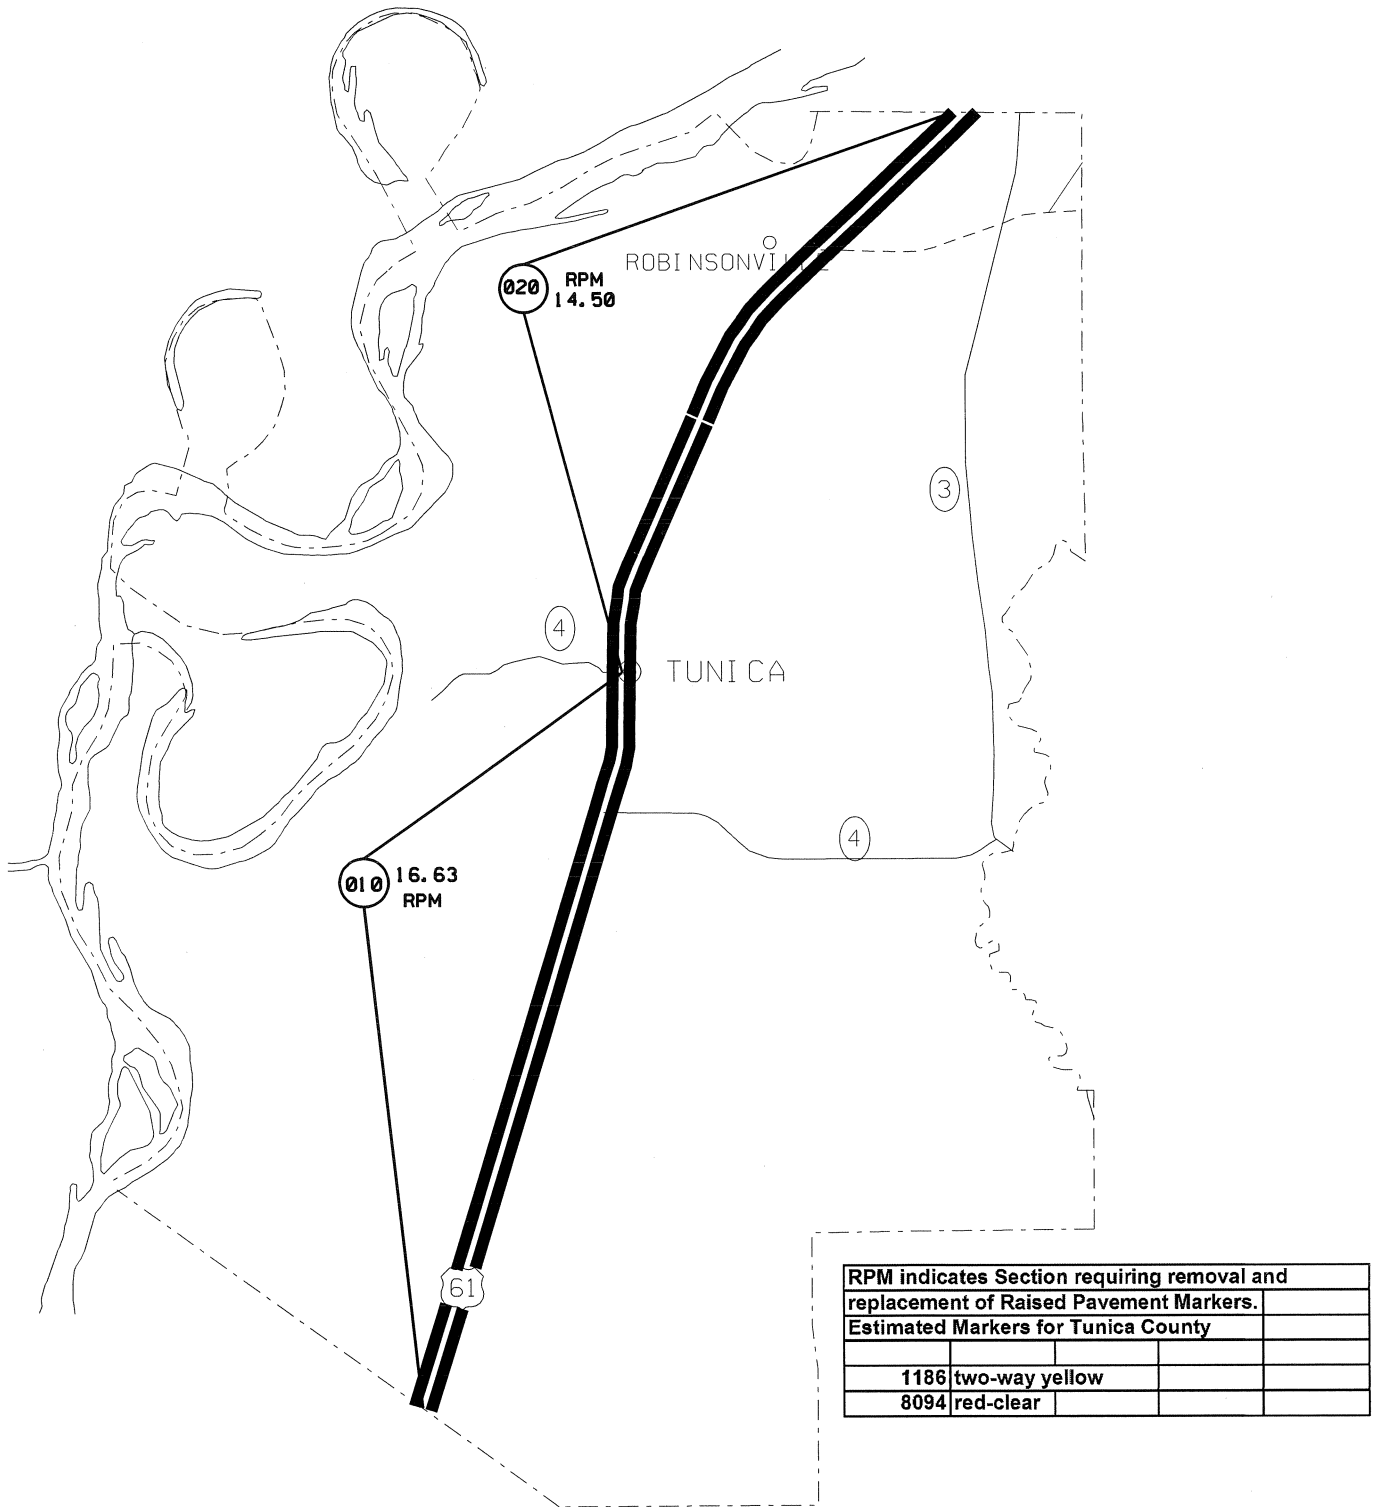 ROBINSONVILLE
020
RPM
14.50
3
4
TUNICA
4
010
16.63
RPM
61
RPM indicates Section requiring removal and
replacement of Raised Pavement Markers.
Estimated Markers for Tunica County
1186 two-way yellow
8094 red-clear